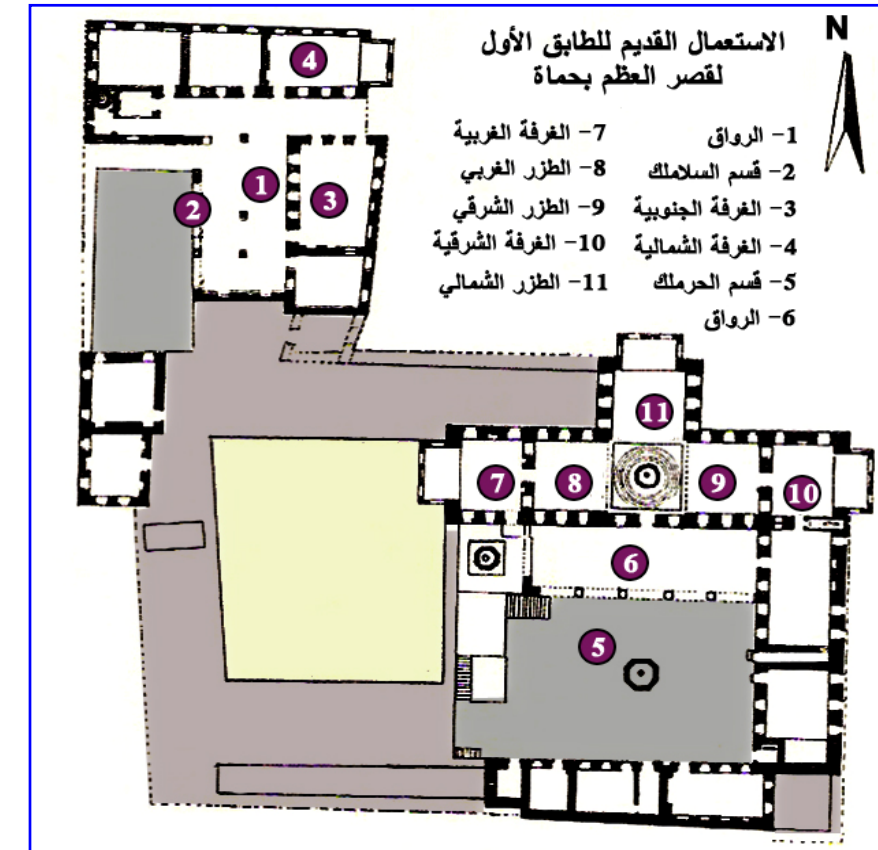 N
الاستعمال القديم للطابق الأول
لقصر العظم بحماة
1- الرواق
2- قسم السلاملك
3- الغرفة الجنوبية
4- الغرفة الشمالية
5- قسم الحرملك
6- الرواق
7- الغرفة الغربية
8- الطزر الغربي
9- الطزر الشرقي
10- الغرفة الشرقية
11- الطزر الشمالي
4
1
2
3
11
7
8
9
10
6
5